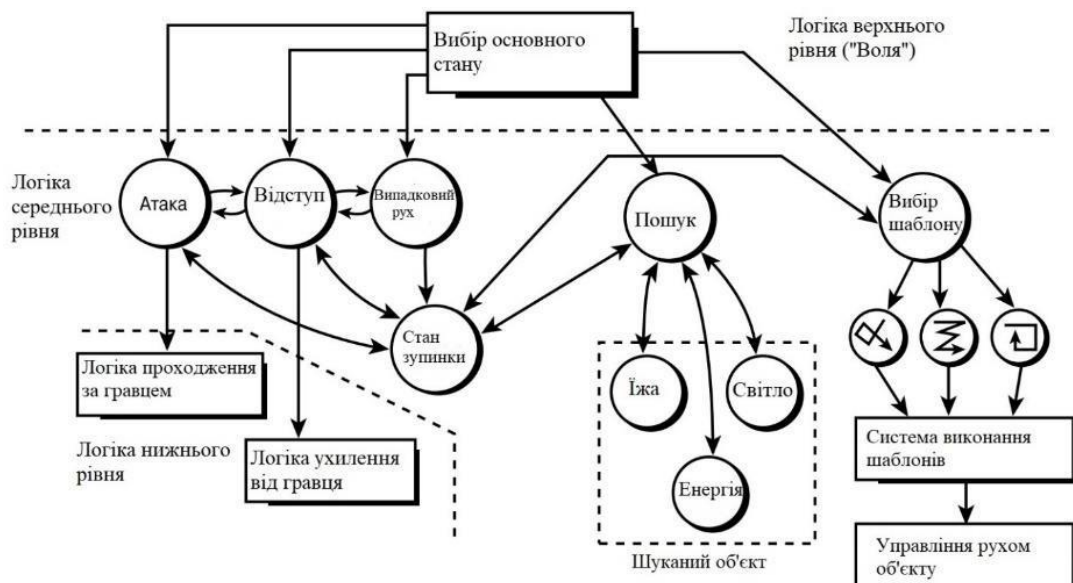 Вибір основного
стану
Логіка верхнього
рівня ("Воля")
Логіка
середнього
рівня
Атака
Відступ
Випадковий
рух
Пошук
Вибір
шаблону
Стан
зупинки
Логіка проходження
за гравцем
Їжа
Світло
Логіка нижнього
рівня
Логіка ухилення
від гравця
Енергія
Система виконання
шаблонів
Шуканий об'єкт
Управління рухом
об'єкту